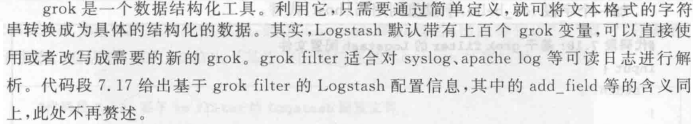 grok 是一个数据结构化工具。利用它,只需要通过简单定义,就可将文本格式的字符
串转换成为具体的结构化的数据。其实,Logstash 默认带有上百个 grok 变量,可以直接使
用或者改写成需要的新的 grok。grok filter 适合对 syslog、apache log 等可读日志进行解
析。代码段 7.17 给出基于 grok filter 的 Logstash 配置信息,其中的 add_field 等的含义同
上,此处不再赘述。